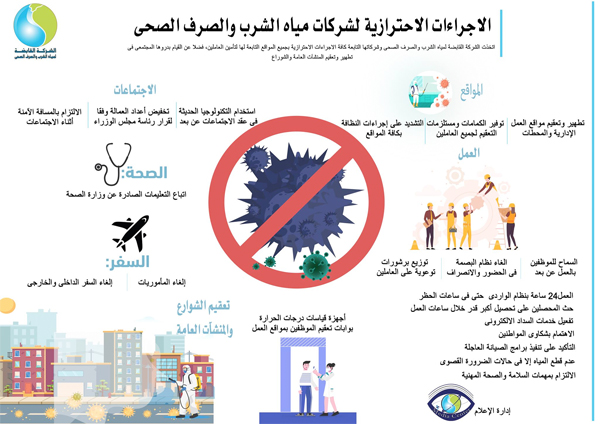 الاجراءات الاحترازية لشركات مياه الشرب والصرف الصحى
اتخذت الشركة القابضة لمياه الشرب والصرف الصحى وشركاتها التابعة كافة الاجراءات الاحترازية بجميع المواقع التابعة لها لتأمين العاملين، فضلا عن القيام بدورها المجتمعى فى
تطهير وتعقيم المنشآت العامة والشوراع
الشركة القابضة
لمياه الشرب والصرف الصحى
المواقع
تطهير وتعقيم مواقع العمل
الإدارية والمحطات
توفير الكمامات ومستلزمات
التعقيم لجميع العاملين
التشديد على إجراءات النظافة
بكافة المواقع
الاجتماعات
استخدام التكنولوجيا الحديثة
فى عقد الاجتماعات عن بعد
تخفيض أعداد العمالة وفقا
لقرار رئاسة مجلس الوزراء
الالتزام بالمسافة الآمنة
أثناء الاجتماعات
العمل
السماح للموظفين
بالعمل عن بعد
الغاء نظام البصمة
فى الحضور والانصراف
توزيع برشورات
توعوية على العاملين
الصحة:
اتباع التعليمات الصادرة عن وزارة الصحة
السفر:
إلغاء المأموريات
إلغاء السفر الداخلى والخارجى
العمل24 ساعة بنظام الواردى حتى فى ساعات الحظر
حث المحصلين على تحصيل أكبر قدر خلال ساعات العمل
تفعيل خدمات السداد الالكترونى
الاهتمام بشكاوى المواطنين
التأكيد على تنفيذ برامج الصيانة العاجلة
عدم قطع المياه إلا فى حالات الضرورة القصوى
الالتزام بمهمات السلامة والصحة المهنية
أجهزة قياسات درجات الحرارة
بوابات تعقيم الموظفين بمواقع العمل
تعقيم الشوارع
والمنشآت العامة
إدارة الإعلام
Media Center